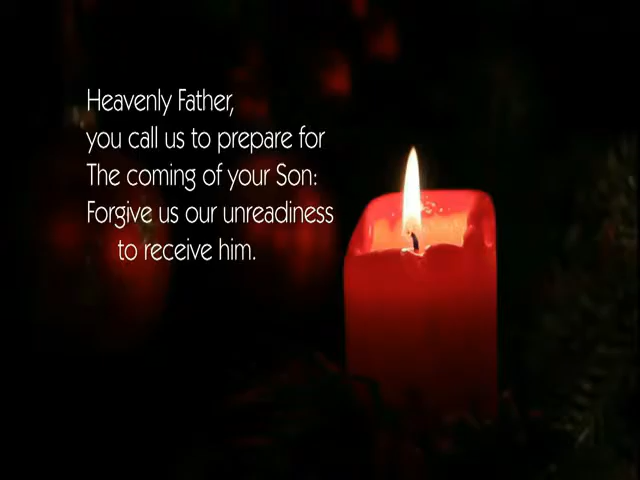 Heavenly Father,
you call us to prepare for
The coming of your Son:
Forgive us our unreadiness
to receive him.